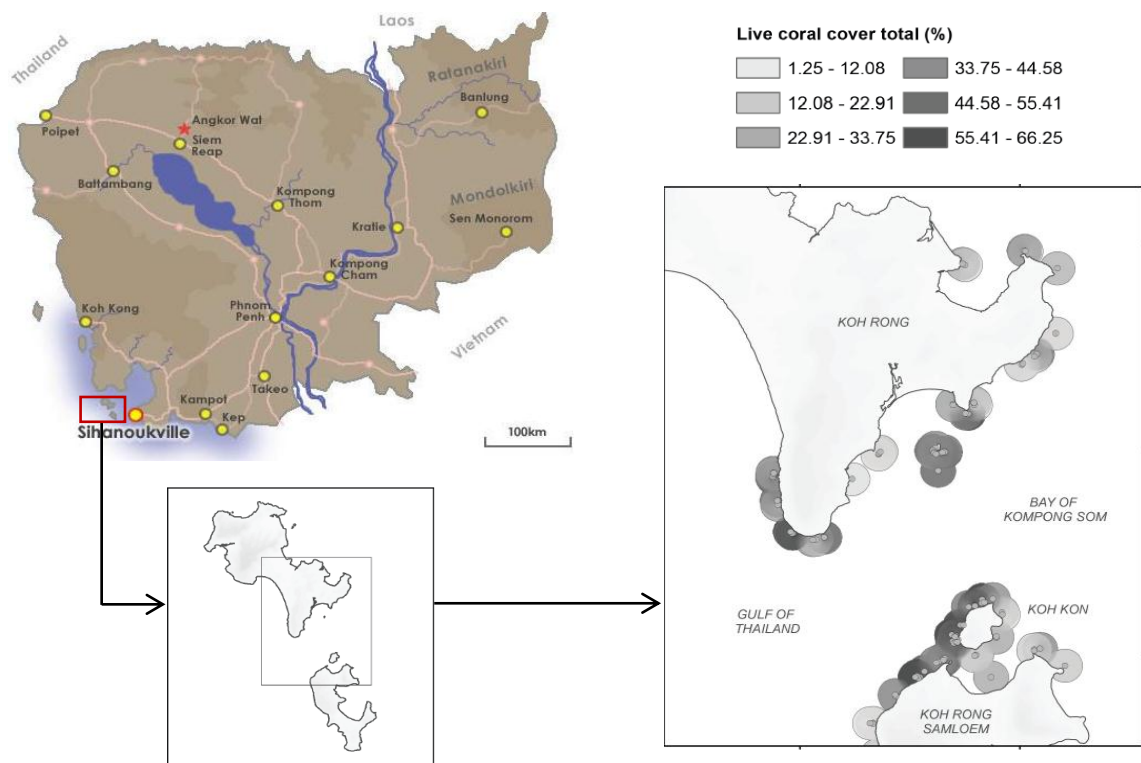 Thailand
Laos
Ratanakiri
Banlung
Poipet
Angkor Wat
Siem
Reap
Battambang
Kompong
Thom
Mondolkiri
Sen Monorom
Kratie
Kompong
Cham
Koh Kong
Phnom
Penh
Vietnam
Takeo
Kampot
Kep
Sihanoukville
100km
Live coral cover total (%)
1.25 - 12.08
33.75 - 44.58
12.08 - 22.91
44.58 - 55.41
22.91 - 33.75
55.41 - 66.25
KOH RONG
BAY OF
KOMPONG SOM
GULF OF
THAILAND
KOH KON
KOH RONG
SAMLOEM